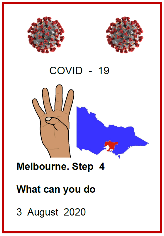 COVID - 19
Melbourne. Step 4
What can you do
3 August 2020